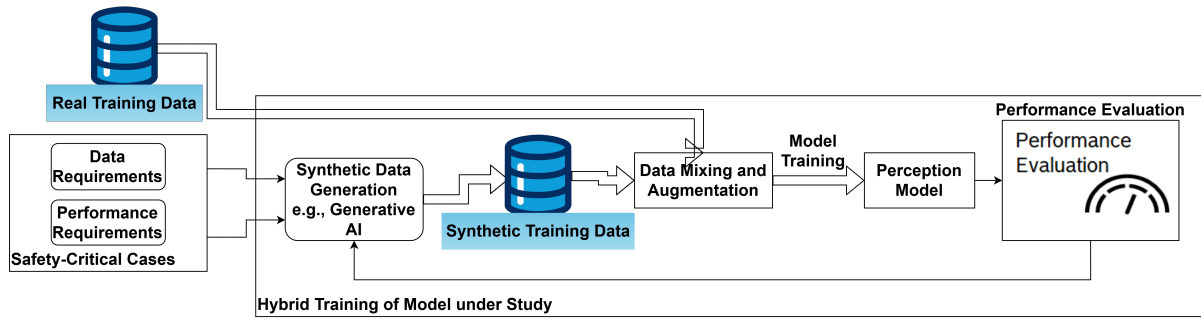 Real Training Data
Data
Requirements
Performance
Requirements
Safety-Critical Cases
Synthetic Data
Generation
e.g., Generative
AI
Synthetic Training Data
Data Mixing and
Augmentation
Model
Training
Perception
Model
Performance Evaluation
Performance
Evaluation
Hybrid Training of Model under Study